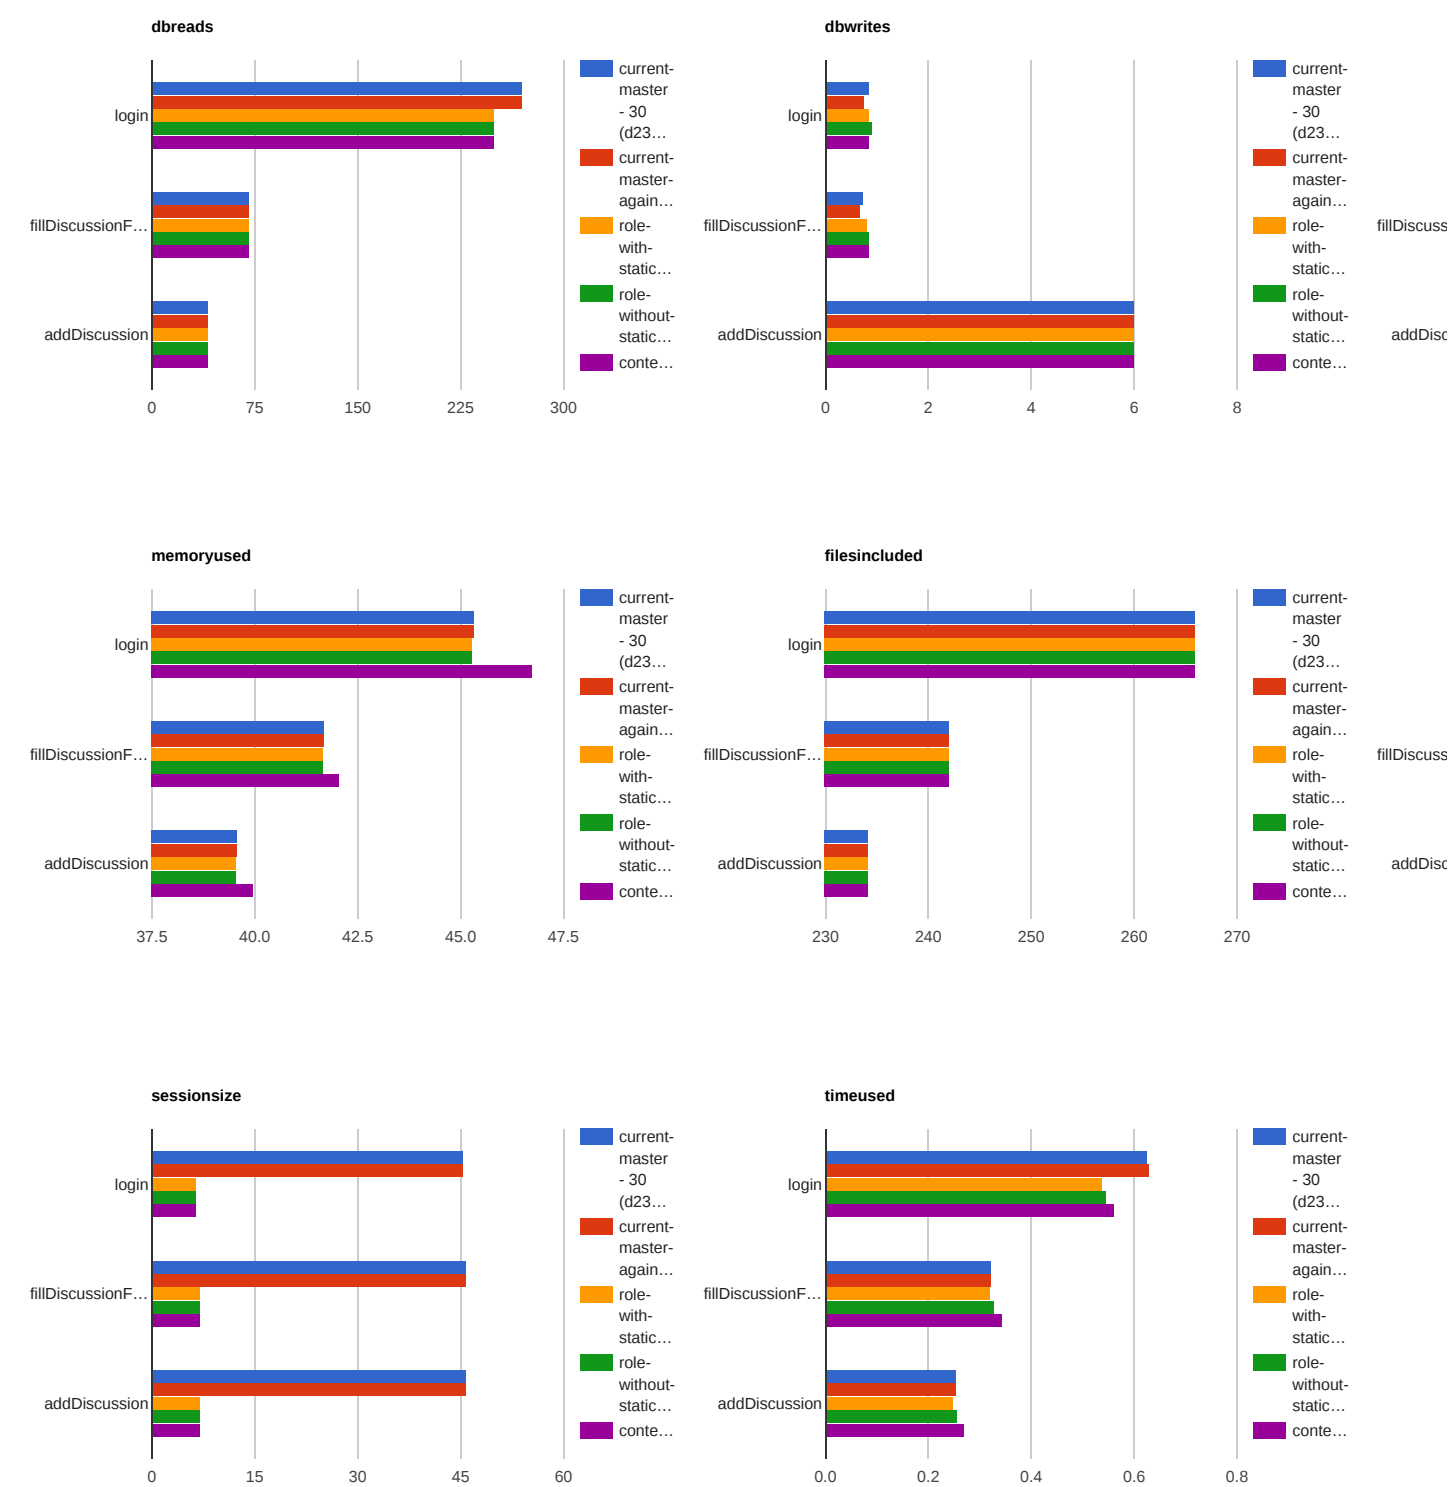 dbreads
login
fillDiscussionF…
addDiscussion
0 75 150 225 300
current-
master
- 30
(d23…
current-
master-
again…
role-
with-
static…
role-
without-
static…
conte…
dbwrites
login
fillDiscussionF…
addDiscussion
0 2 4 6 8
current-
master
- 30
(d23…
current-
master-
again…
role-
with-
static…
role-
without-
static…
conte…
fillDiscuss
addDisc
memoryused
login
fillDiscussionF…
addDiscussion
37.5 40.0 42.5 45.0 47.5
current-
master
- 30
(d23…
current-
master-
again…
role-
with-
static…
role-
without-
static…
conte…
filesincluded
login
fillDiscussionF…
addDiscussion
230 240 250 260 270
current-
master
- 30
(d23…
current-
master-
again…
role-
with-
static…
role-
without-
static…
conte…
fillDiscuss
addDisc
sessionsize
login
fillDiscussionF…
addDiscussion
0 15 30 45 60
current-
master
- 30
(d23…
current-
master-
again…
role-
with-
static…
role-
without-
static…
conte…
timeused
login
fillDiscussionF…
addDiscussion
0.0 0.2 0.4 0.6 0.8
current-
master
- 30
(d23…
current-
master-
again…
role-
with-
static…
role-
without-
static…
conte…